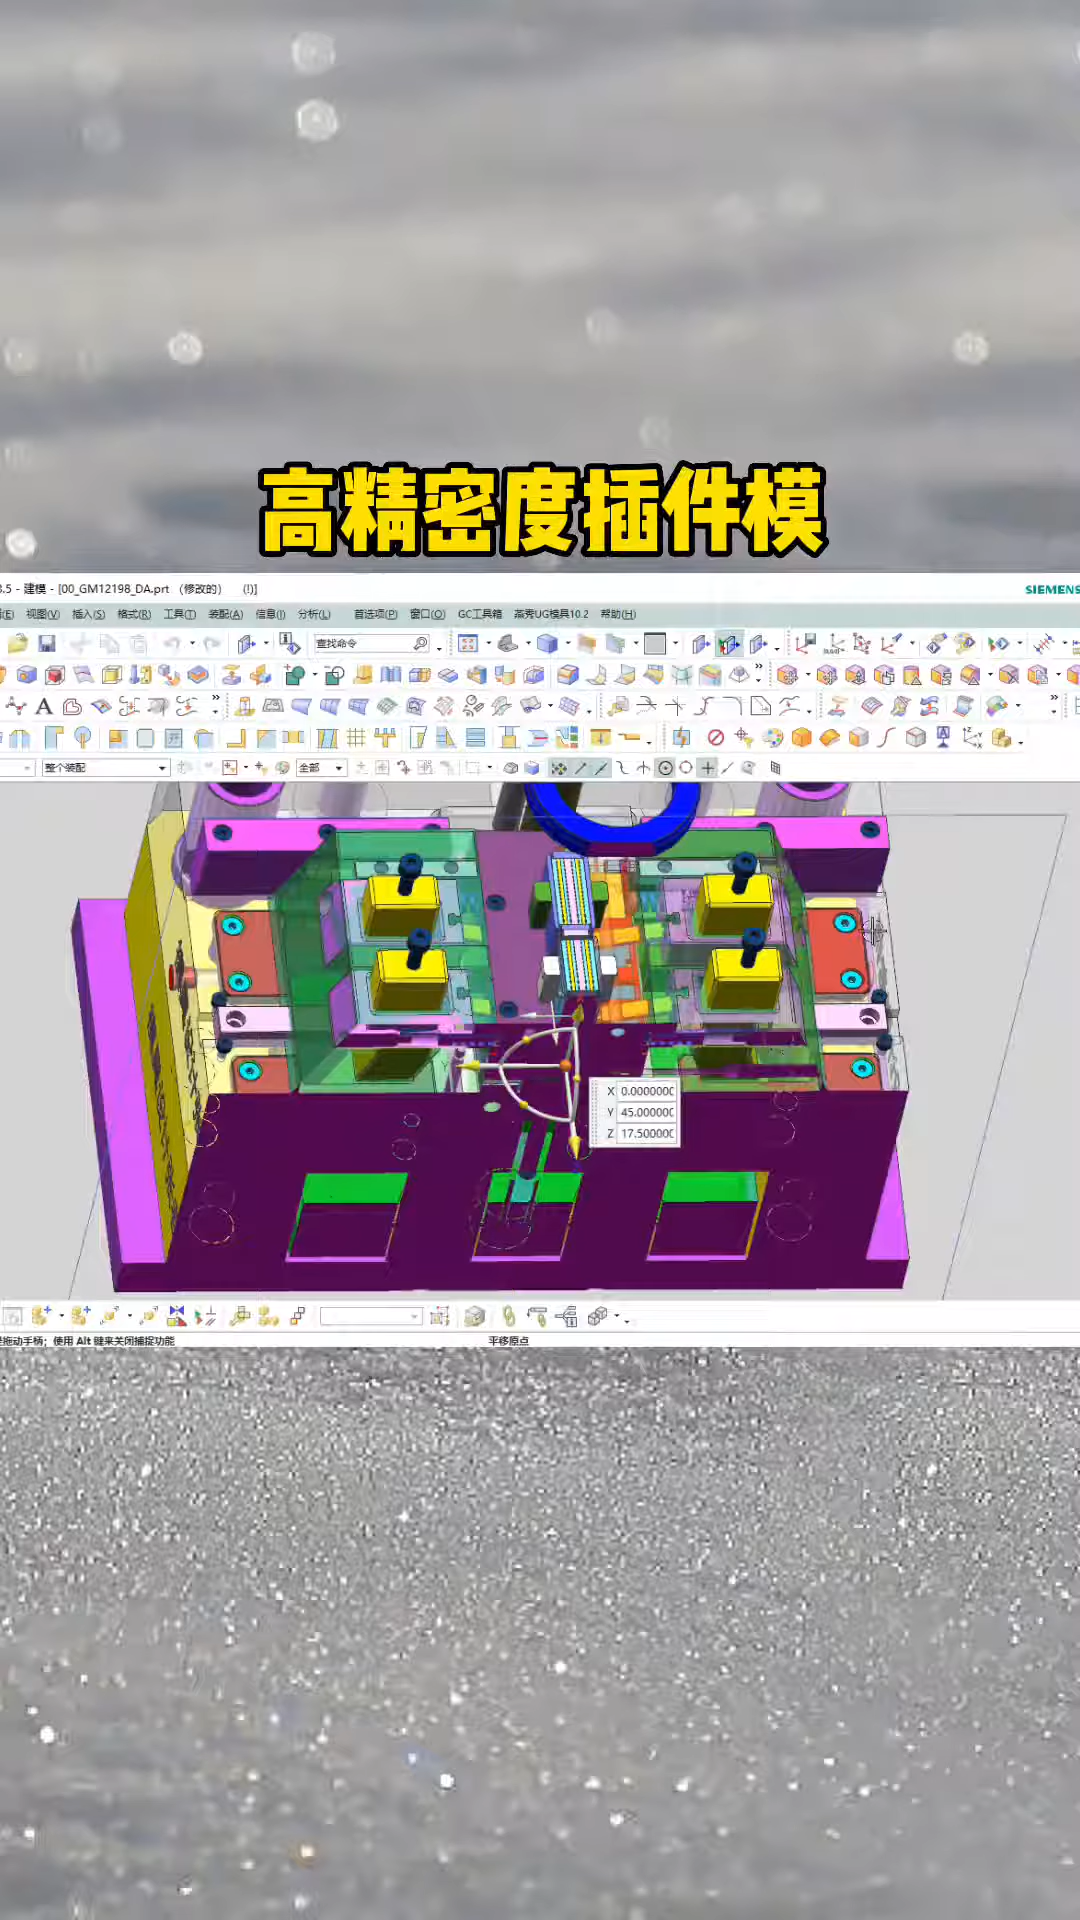 高精密度插件模
3.5 - 建模 - [00_GM12198_DA.prt （修改的） (!)]
SIEMENS
(E) 视图(V) 插入(S) 格式(R) 工具(T) 装配(A) 信息(I) 分析(L) 首选项(P) 窗口(O) GC工具箱 燕秀UG模具10.2 帮助(H)
查找命令
整个装配 全部
X 0.000000
Y 45.00000
Z 17.50000
拖动手柄；使用 Alt 键来关闭捕捉功能
平移原点